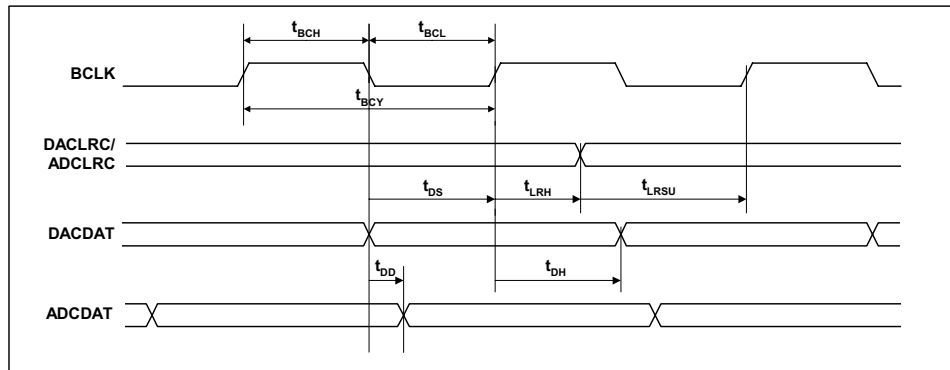 tBCH tBCL
BCLK
tBCY
DACLRC/
ADCLRC
tDS tLRH tLRSU
DACDAT
tDD tDH
ADCDAT